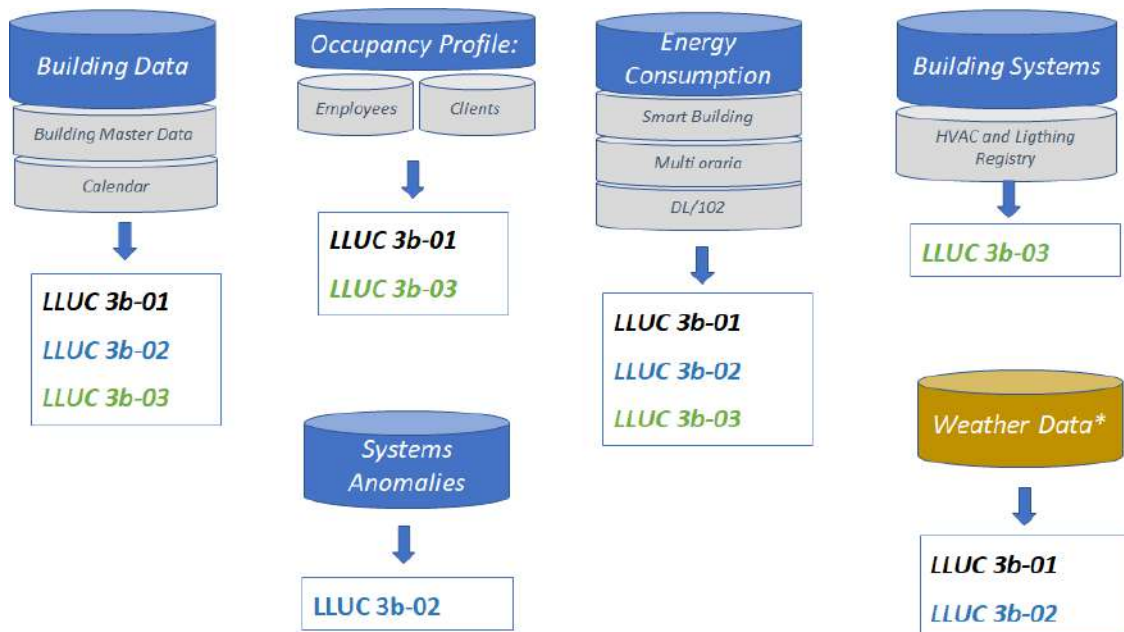 Building Data
Building Master Data
Calendar
LLUC 3b-01
LLUC 3b-02
LLUC 3b-03
Occupancy Profile:
Employees
Clients
LLUC 3b-01
LLUC 3b-03
Energy
Consumption
Smart Building
Multi oraria
DL/102
LLUC 3b-01
LLUC 3b-02
LLUC 3b-03
Building Systems
HVAC and Ligthing
Registry
LLUC 3b-03
Systems
Anomalies
LLUC 3b-02
Weather Data*
LLUC 3b-01
LLUC 3b-02